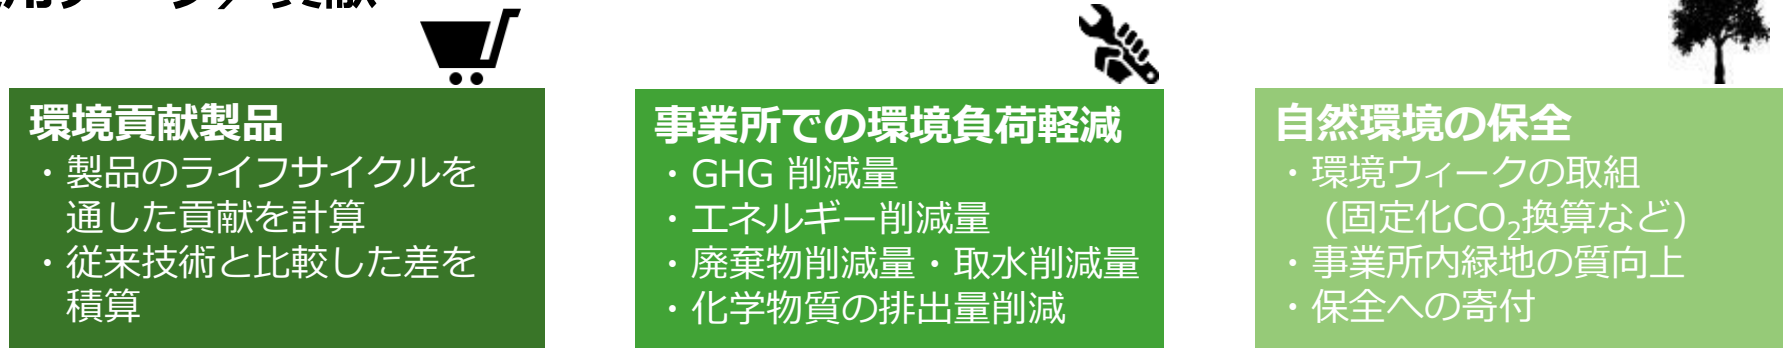 環境貢献製品
・製品のライフサイクルを
通した貢献を計算
・従来技術と比較した差を
積算
事業所での環境負荷軽減
・GHG 削減量
・エネルギー削減量
・廃棄物削減量・取水削減量
・化学物質の排出量削減
自然環境の保全
・環境ウィークの取組
(固定化CO₂換算など)
・事業所内緑地の質向上
・保全への寄付